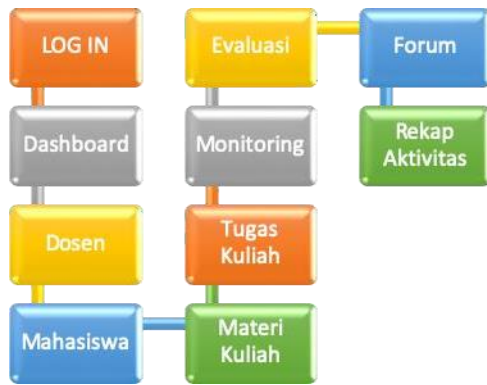 LOG IN
Dashboard
Dosen
Mahasiswa
Materi
Kuliah
Tugas
Kuliah
Monitoring
Evaluasi
Forum
Rekap
Aktivitas